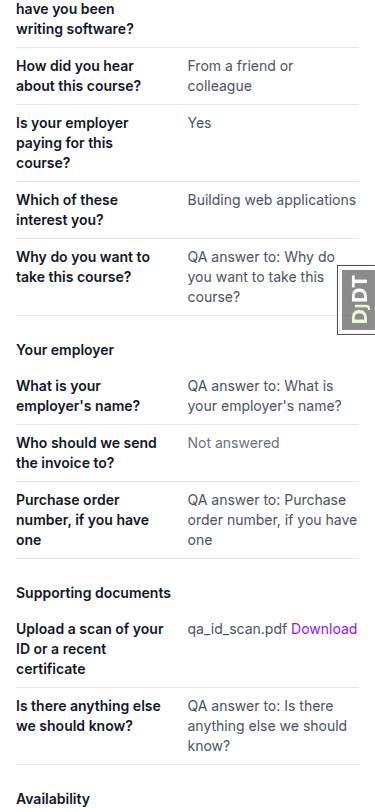 have you been
writing software?
How did you hear
about this course?
From a friend or
colleague
Is your employer
paying for this
course?
Yes
Which of these
interest you?
Building web applications
Why do you want to
take this course?
QA answer to: Why do
you want to take this
course?
DjDT
Your employer
What is your
employer's name?
QA answer to: What is
your employer's name?
Who should we send
the invoice to?
Not answered
Purchase order
number, if you have
one
QA answer to: Purchase
order number, if you have
one
Supporting documents
Upload a scan of your
ID or a recent
certificate
qa_id_scan.pdf Download
Is there anything else
we should know?
QA answer to: Is there
anything else we should
know?
Availability